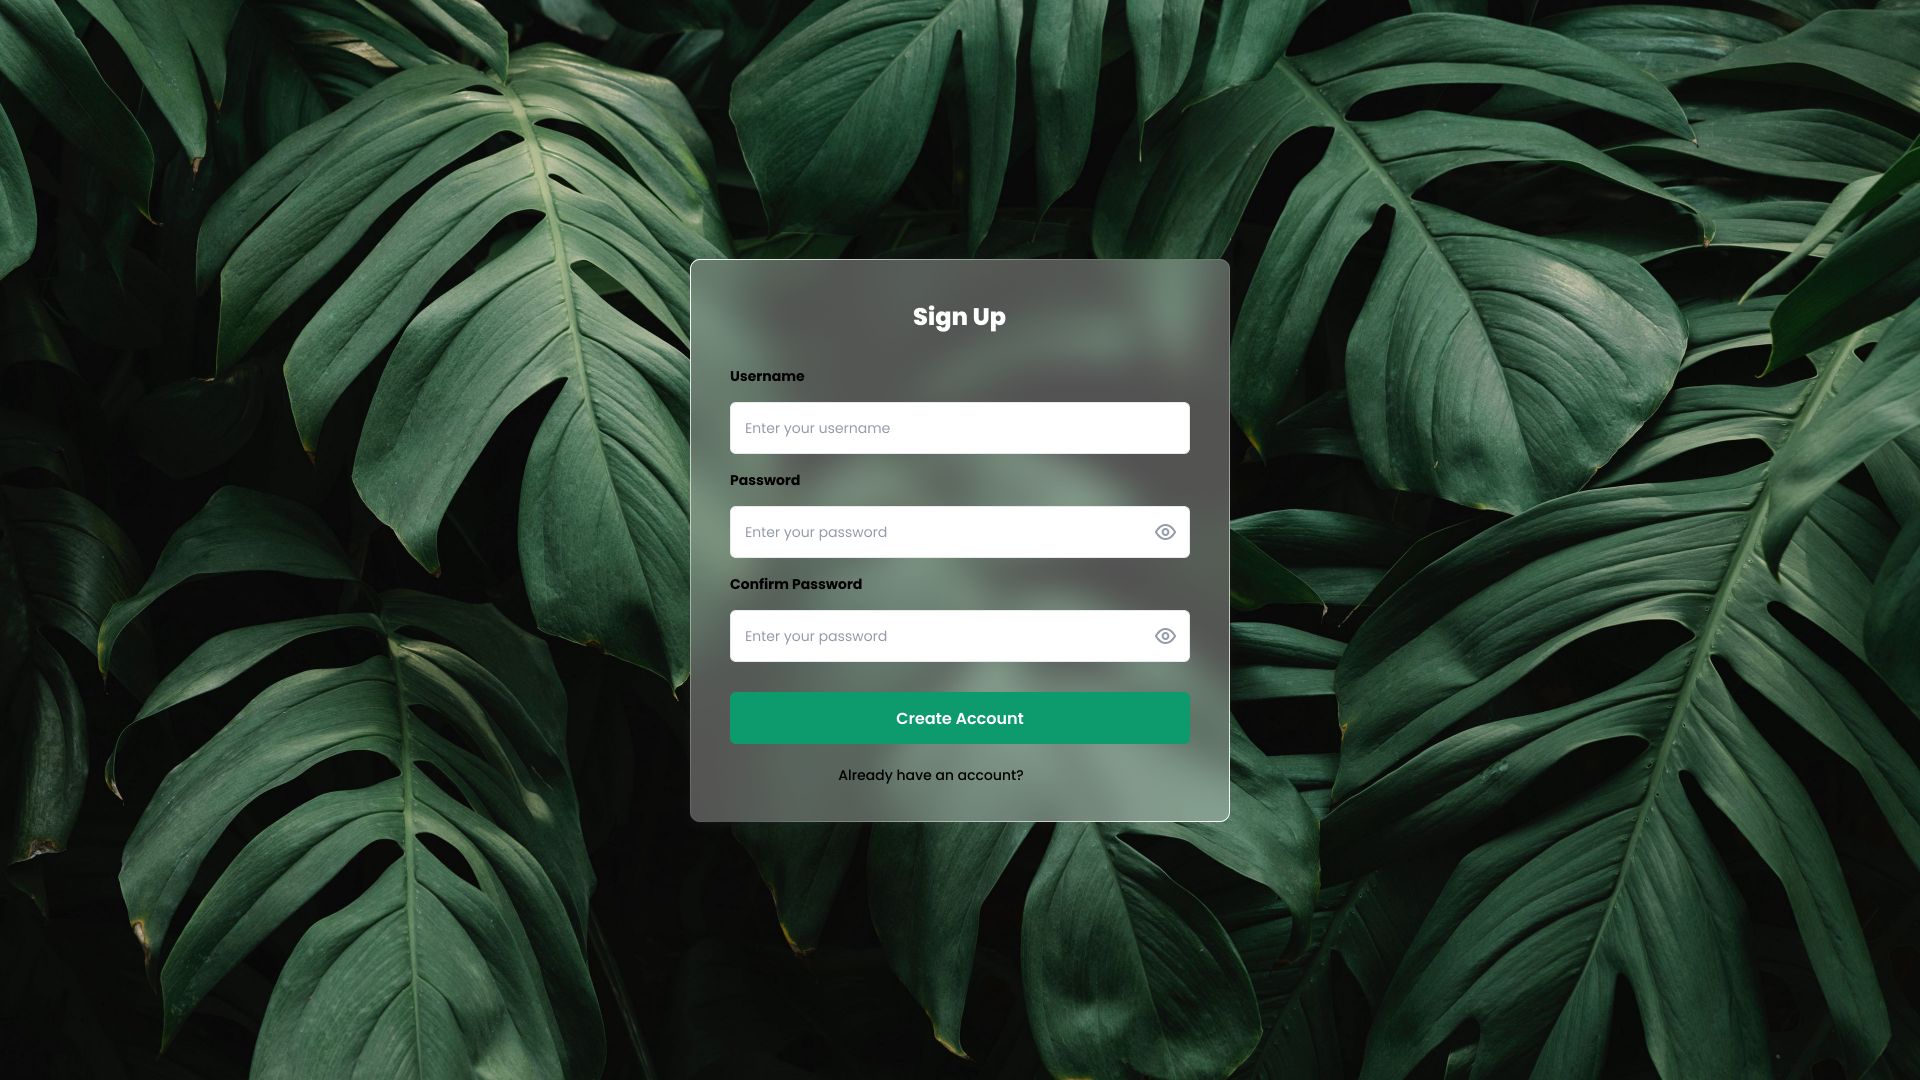 Sign Up
Username
Enter your username
Password
Enter your password
Confirm Password
Enter your password
Create Account
Already have an account?